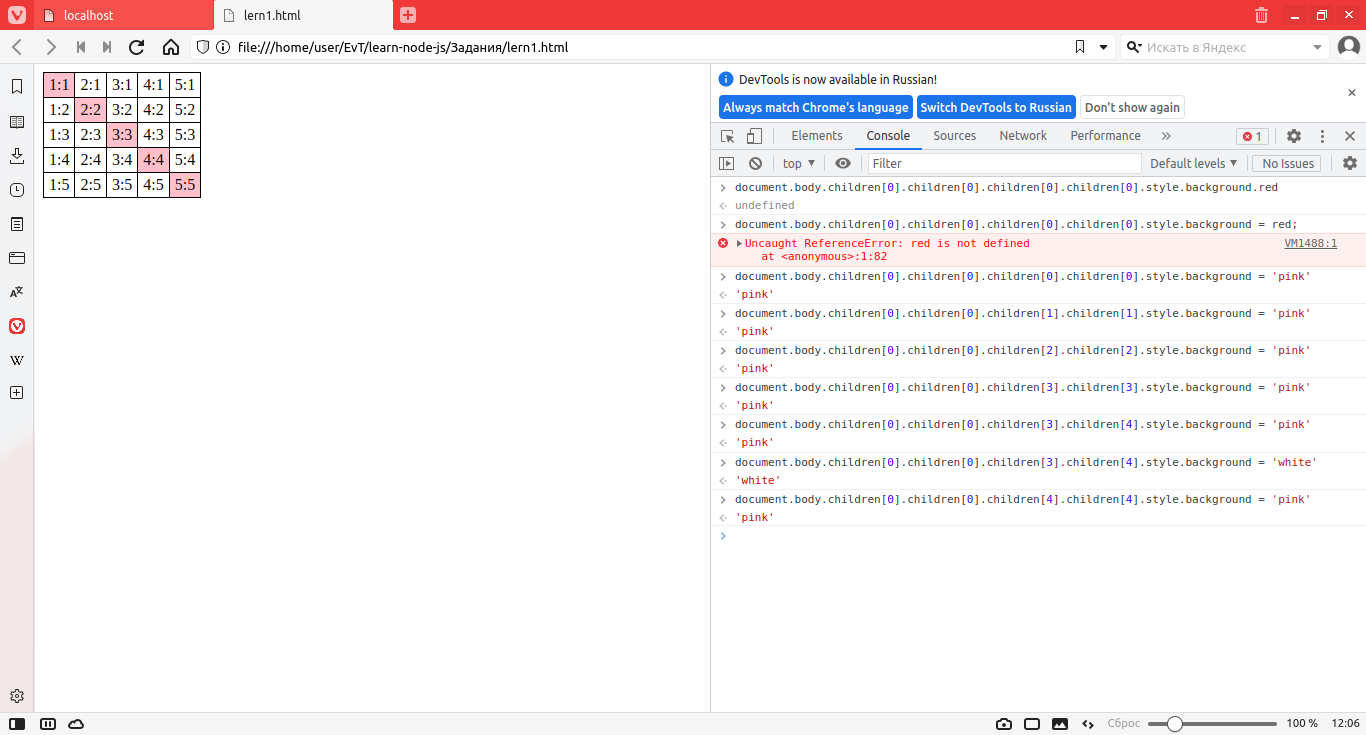 localhost
lern1.html
file:///home/user/EvT/learn-node-js/Задания/lern1.html
Искать в Яндекс
1:1 2:1 3:1 4:1 5:1
1:2 2:2 3:2 4:2 5:2
1:3 2:3 3:3 4:3 5:3
1:4 2:4 3:4 4:4 5:4
1:5 2:5 3:5 4:5 5:5
DevTools is now available in Russian!
Always match Chrome's language Switch DevTools to Russian Don't show again
Elements Console Sources Network Performance 1
top Filter Default levels No Issues
document.body.children[0].children[0].children[0].children[0].style.background.red
undefined
document.body.children[0].children[0].children[0].children[0].style.background = red;
Uncaught ReferenceError: red is not defined VM1488:1
at <anonymous>:1:82
document.body.children[0].children[0].children[0].children[0].style.background = 'pink'
'pink'
document.body.children[0].children[0].children[1].children[1].style.background = 'pink'
'pink'
document.body.children[0].children[0].children[2].children[2].style.background = 'pink'
'pink'
document.body.children[0].children[0].children[3].children[3].style.background = 'pink'
'pink'
document.body.children[0].children[0].children[3].children[4].style.background = 'pink'
'pink'
document.body.children[0].children[0].children[3].children[4].style.background = 'white'
'white'
document.body.children[0].children[0].children[4].children[4].style.background = 'pink'
'pink'
Сброс 100 % 12:06